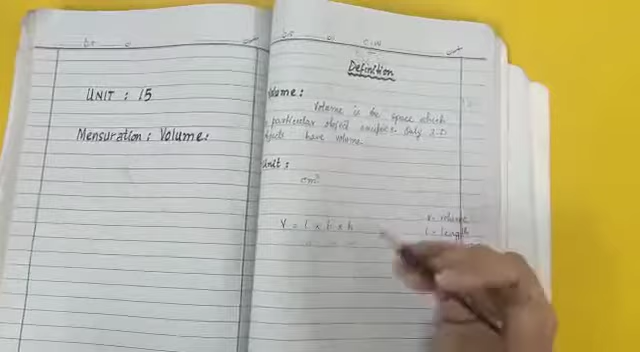 UNIT : 15
Mensuration : Volume.
Definition
Volume :
Volume is the space which
particular object occupies. Only 3-D
objects have volume.
Unit :
cm³
V = l × b × h
V - volume
l - length